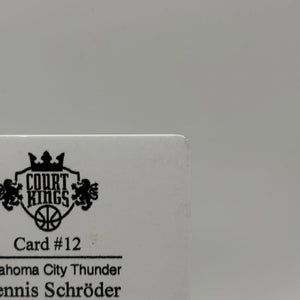 COURT
KINGS
Card #12
ahoma City Thunder
ennis Schröder